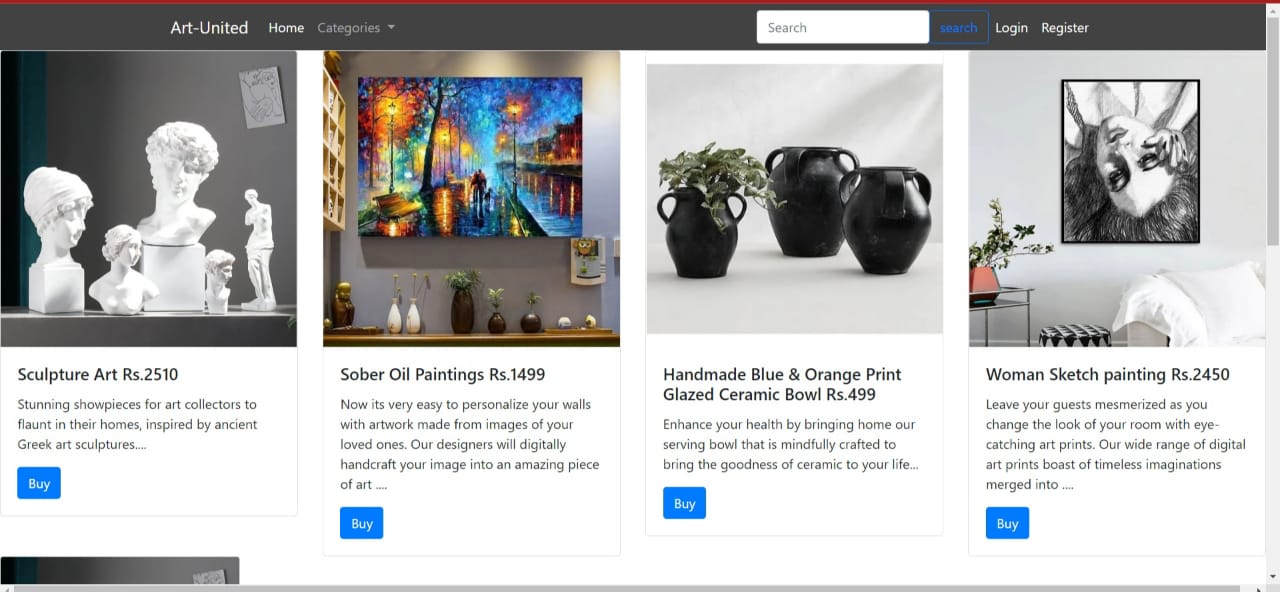 Art-United Home Categories Search search Login Register
Sculpture Art Rs.2510
Stunning showpieces for art collectors to
flaunt in their homes, inspired by ancient
Greek art sculptures....
Buy
Sober Oil Paintings Rs.1499
Now its very easy to personalize your walls
with artwork made from images of your
loved ones. Our designers will digitally
handcraft your image into an amazing piece
of art ....
Buy
Handmade Blue & Orange Print
Glazed Ceramic Bowl Rs.499
Enhance your health by bringing home our
serving bowl that is mindfully crafted to
bring the goodness of ceramic to your life...
Buy
Woman Sketch painting Rs.2450
Leave your guests mesmerized as you
change the look of your room with eye-
catching art prints. Our wide range of digital
art prints boast of timeless imaginations
merged into ....
Buy